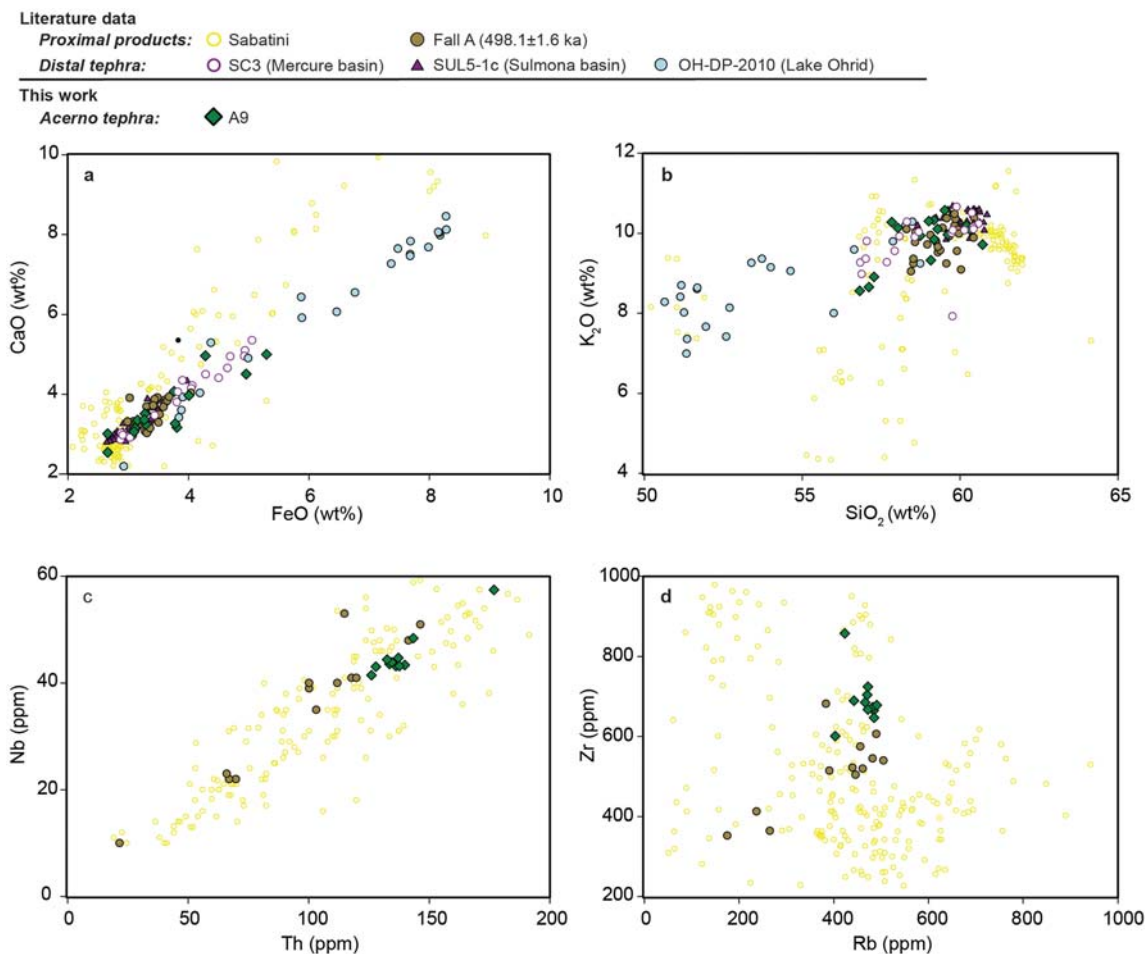 Literature data
Proximal products: Sabatini Fall A (498.1±1.6 ka)
Distal tephra: SC3 (Mercure basin) SUL5-1c (Sulmona basin) OH-DP-2010 (Lake Ohrid)
This work
Acerno tephra: A9
a
10
8
6
4
2
CaO (wt%)
2 4 6 8 10
FeO (wt%)
b
12
10
8
6
4
K2O (wt%)
50 55 60 65
SiO2 (wt%)
c
60
40
20
0
Nb (ppm)
0 50 100 150 200
Th (ppm)
d
1000
800
600
400
200
Zr (ppm)
0 200 400 600 800 1000
Rb (ppm)